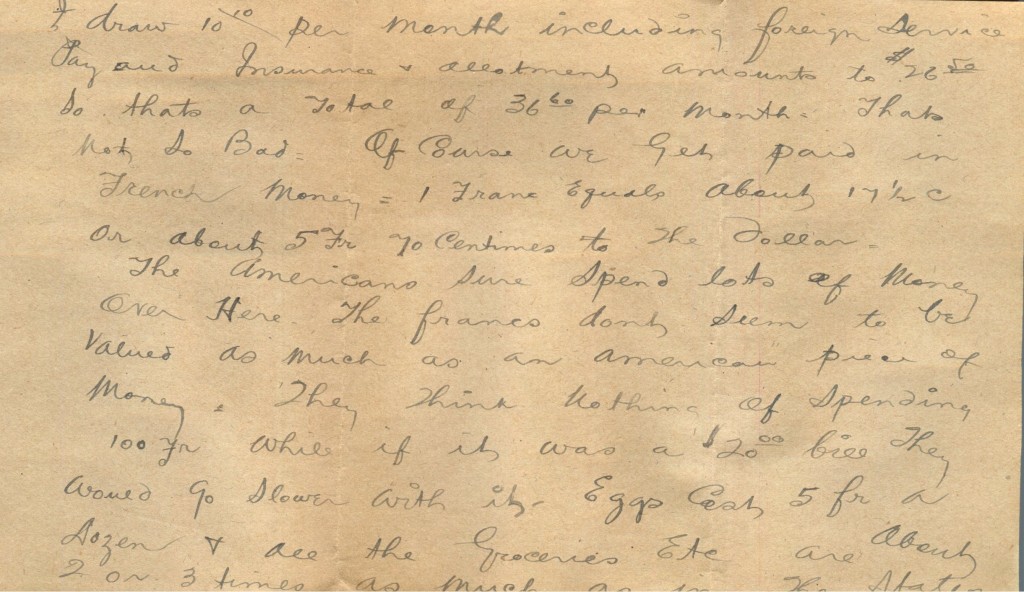 I draw 10 10/ per month including foreign Service
Pay and Insurance & allotment amounts to $26 50
So thats a Total of 36 60 per Month. Thats
Not So Bad = Of Course we Get paid in
French Money = 1 Franc Equals About 17 1/2 c
Or about 5 Fr 70 Centimes to The Dollar =
The Americans sure Spend lots of Money
Over Here. The francs dont Seem to be
Valued as much as an American piece of
Money = They Think Nothing Of Spending
100 Fr while if it was a $20 00 bill They
would go Slower with it - Eggs Cost 5 fr a
Dozen & all the Groceries Etc are About
2 or 3 times as much as in The States